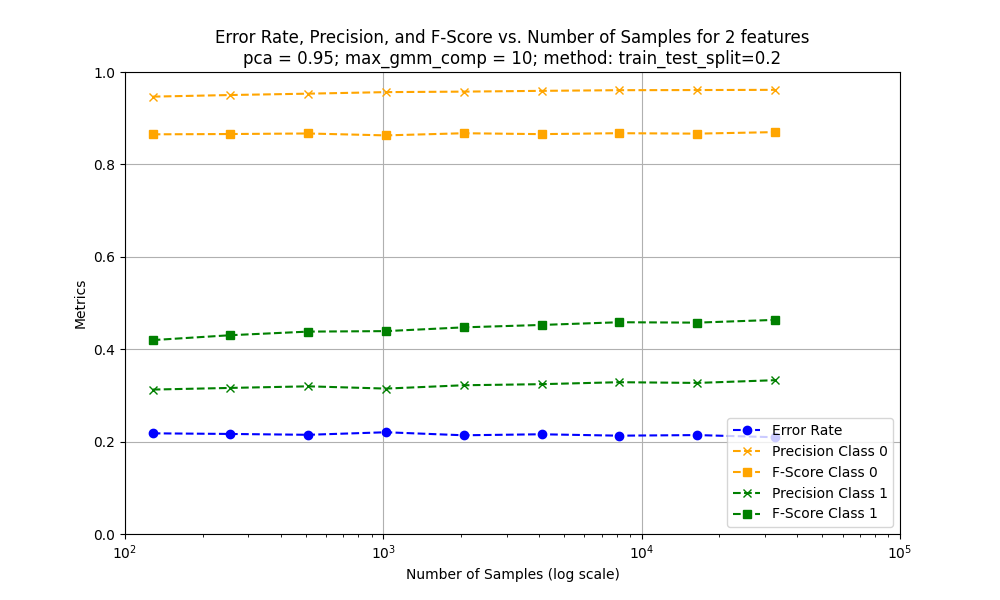 Error Rate, Precision, and F-Score vs. Number of Samples for 2 features
pca = 0.95; max_gmm_comp = 10; method: train_test_split=0.2
1.0
0.8
0.6
0.4
0.2
0.0
Metrics
Error Rate
Precision Class 0
F-Score Class 0
Precision Class 1
F-Score Class 1
10² 10³ 10⁴ 10⁵
Number of Samples (log scale)